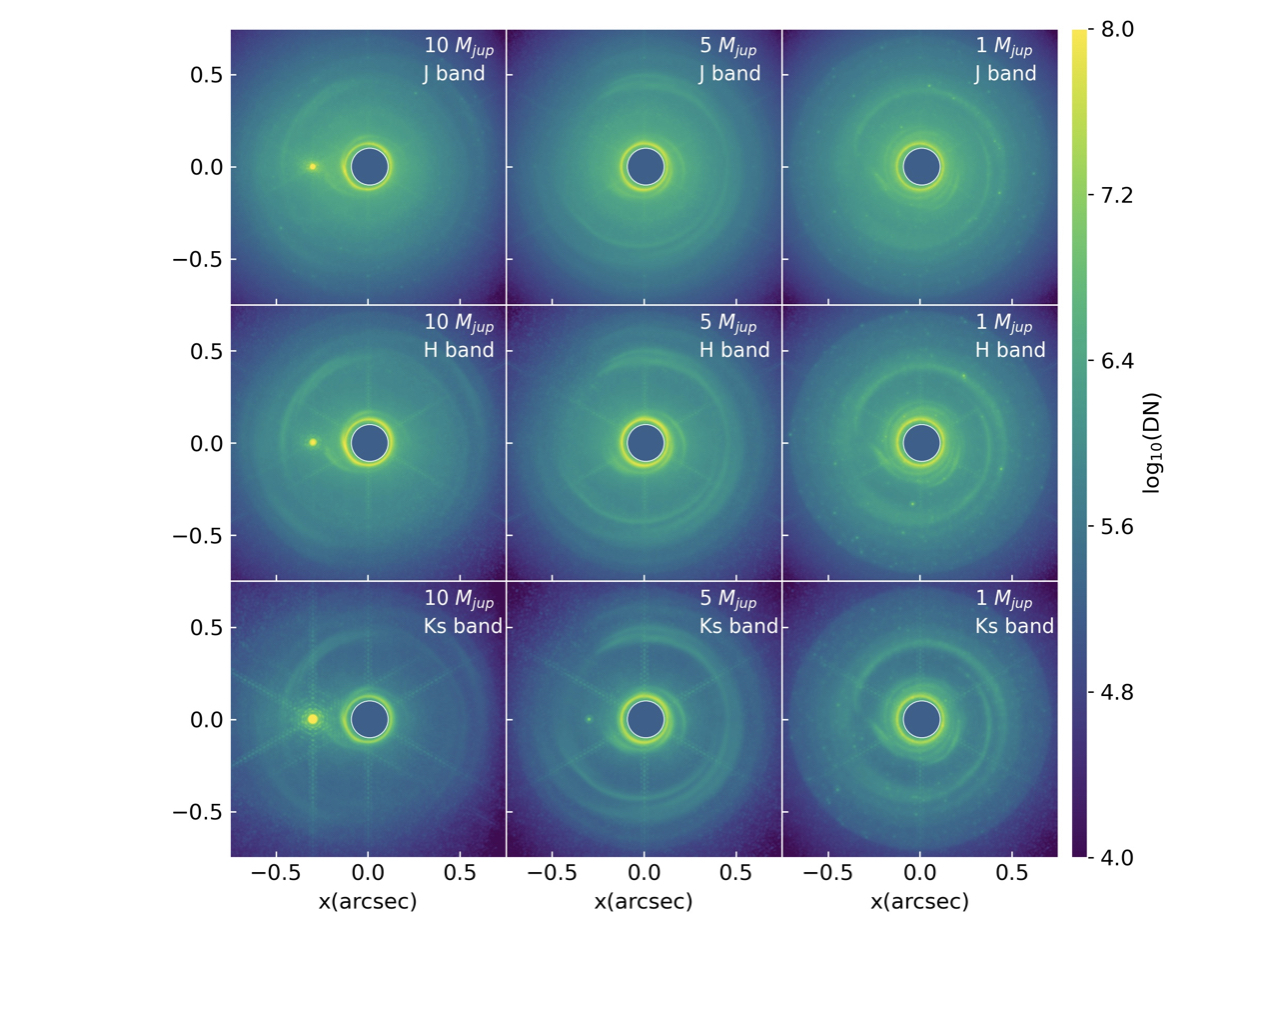 10 M_jup
J band
5 M_jup
J band
1 M_jup
J band
0.5
0.0
−0.5
10 M_jup
H band
5 M_jup
H band
1 M_jup
H band
0.5
0.0
−0.5
10 M_jup
Ks band
5 M_jup
Ks band
1 M_jup
Ks band
0.5
0.0
−0.5
−0.5 0.0 0.5
x(arcsec)
−0.5 0.0 0.5
x(arcsec)
−0.5 0.0 0.5
x(arcsec)
8.0
7.2
6.4
5.6
4.8
4.0
log₁₀(DN)